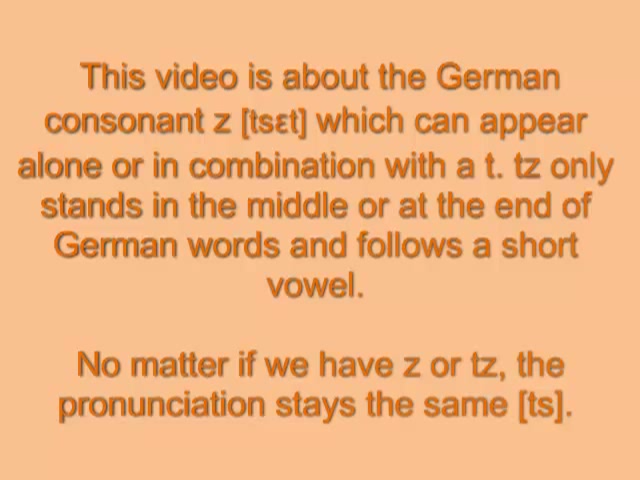 This video is about the German
consonant z [tsɛt] which can appear
alone or in combination with a t. tz only
stands in the middle or at the end of
German words and follows a short
vowel.
No matter if we have z or tz, the
pronunciation stays the same [ts].